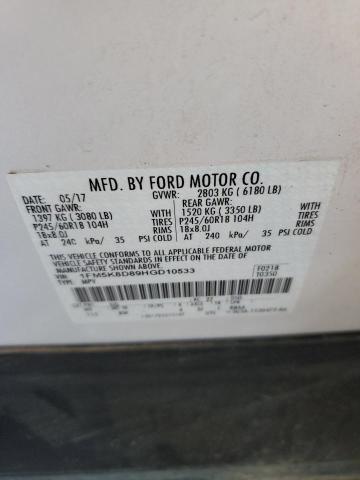 MFD. BY FORD MOTOR CO.
DATE: 05/17 GVWR: 2803 KG ( 6180 LB)
FRONT GAWR: REAR GAWR:
1397 KG ( 3080 LB) 1520 KG ( 3350 LB)
P245/60R18 104H TIRES P245/60R18 104H
18x8.0J RIMS 18x8.0J
AT 240 kPa/ 35 PSI COLD AT 240 kPa/ 35 PSI COLD
THIS VEHICLE CONFORMS TO ALL APPLICABLE FEDERAL MOTOR
VEHICLE SAFETY AND THEFT PREVENTION STANDARDS IN EFFECT
ON THE DATE OF MANUFACTURE SHOWN ABOVE.
VIN: 1FM5K8D89HGD10533 F0218
TYPE: MPV T0350